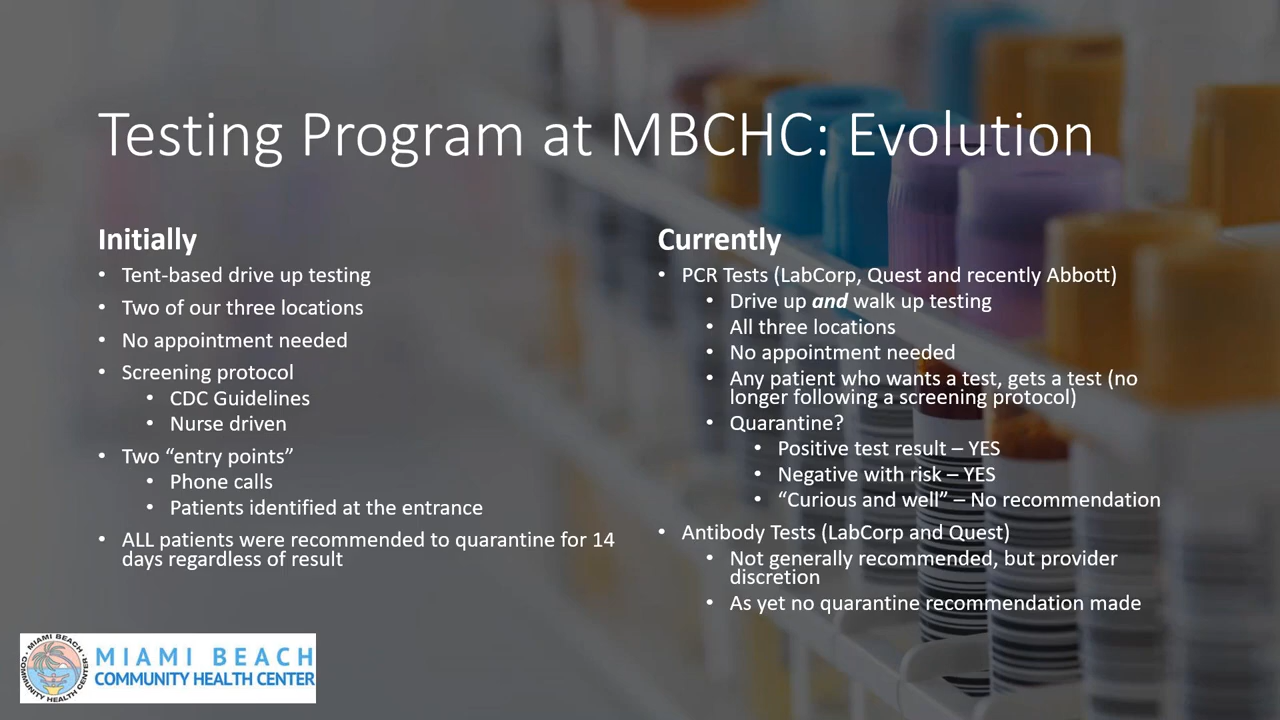 Testing Program at MBCHC: Evolution
Initially
• Tent-based drive up testing
• Two of our three locations
• No appointment needed
• Screening protocol
• CDC Guidelines
• Nurse driven
• Two “entry points”
• Phone calls
• Patients identified at the entrance
• ALL patients were recommended to quarantine for 14
days regardless of result
Currently
• PCR Tests (LabCorp, Quest and recently Abbott)
• Drive up and walk up testing
• All three locations
• No appointment needed
• Any patient who wants a test, gets a test (no
longer following a screening protocol)
• Quarantine?
• Positive test result – YES
• Negative with risk – YES
• “Curious and well” – No recommendation
• Antibody Tests (LabCorp and Quest)
• Not generally recommended, but provider
discretion
• As yet no quarantine recommendation made
MIAMI BEACH
COMMUNITY HEALTH CENTER
MIAMI BEACH
COMMUNITY HEALTH CENTER